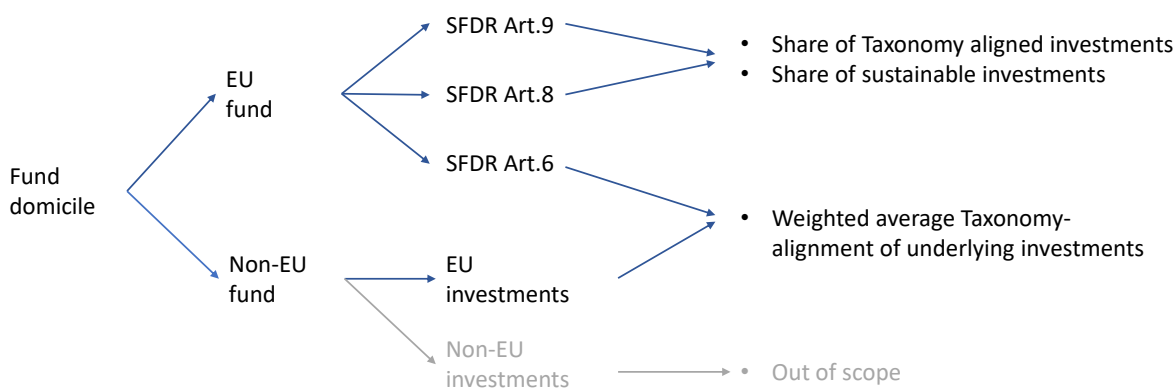 SFDR Art.9
• Share of Taxonomy aligned investments
• Share of sustainable investments
EU
fund
SFDR Art.8
SFDR Art.6
Fund
domicile
• Weighted average Taxonomy-
alignment of underlying investments
Non-EU
fund
EU
investments
Non-EU
investments
• Out of scope